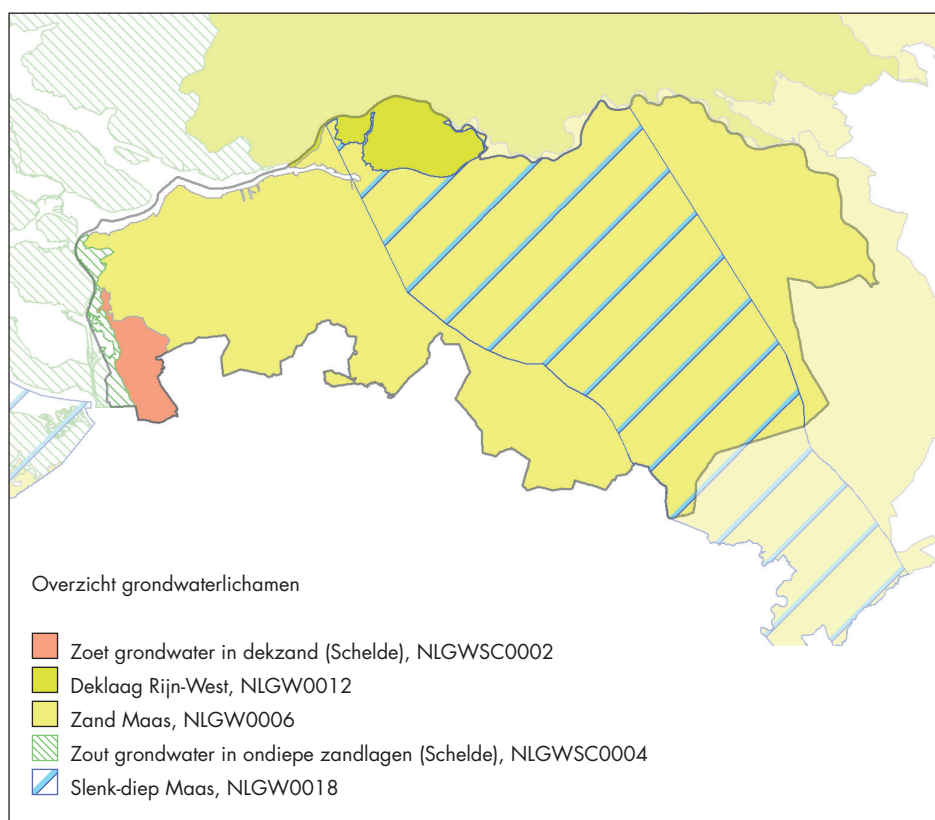 Overzicht grondwaterlichamen
Zoet grondwater in dekzand (Schelde), NLGWSC0002
Deklaag Rijn-West, NLGW0012
Zand Maas, NLGW0006
Zout grondwater in ondiepe zandlagen (Schelde), NLGWSC0004
Slenk-diep Maas, NLGW0018